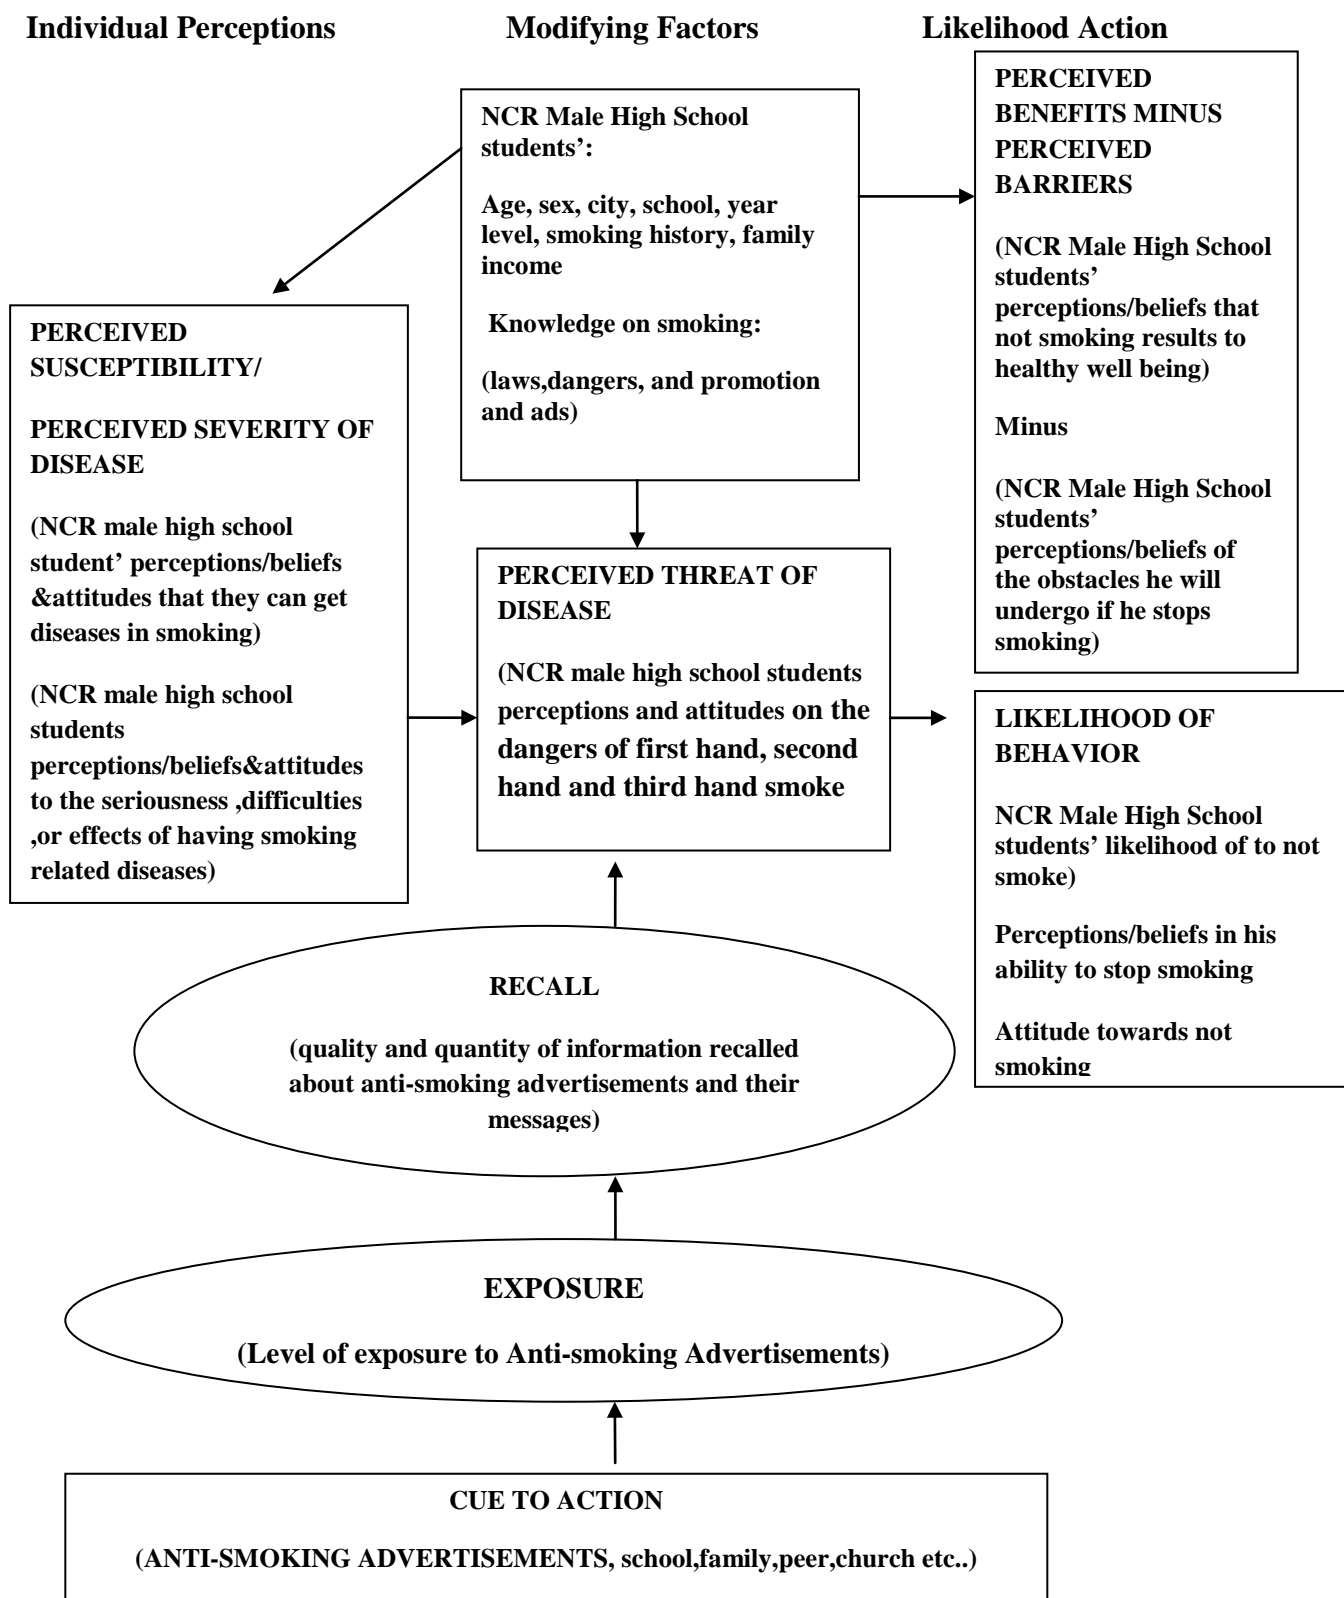 Individual Perceptions
Modifying Factors
Likelihood Action
NCR Male High School
students’:
Age, sex, city, school, year
level, smoking history, family
income
Knowledge on smoking:
(laws,dangers, and promotion
and ads)
PERCEIVED
BENEFITS MINUS
PERCEIVED
BARRIERS
(NCR Male High School
students’
perceptions/beliefs that
not smoking results to
healthy well being)
Minus
(NCR Male High School
students’
perceptions/beliefs of
the obstacles he will
undergo if he stops
smoking)
PERCEIVED
SUSCEPTIBILITY/
PERCEIVED SEVERITY OF
DISEASE
(NCR male high school
student’ perceptions/beliefs
&attitudes that they can get
diseases in smoking)
(NCR male high school
students
perceptions/beliefs&attitudes
to the seriousness ,difficulties
,or effects of having smoking
related diseases)
PERCEIVED THREAT OF
DISEASE
(NCR male high school students
perceptions and attitudes on the
dangers of first hand, second
hand and third hand smoke
LIKELIHOOD OF
BEHAVIOR
NCR Male High School
students’ likelihood of to not
smoke)
Perceptions/beliefs in his
ability to stop smoking
Attitude towards not
smoking
RECALL
(quality and quantity of information recalled
about anti-smoking advertisements and their
messages)
EXPOSURE
(Level of exposure to Anti-smoking Advertisements)
CUE TO ACTION
(ANTI-SMOKING ADVERTISEMENTS, school,family,peer,church etc..)